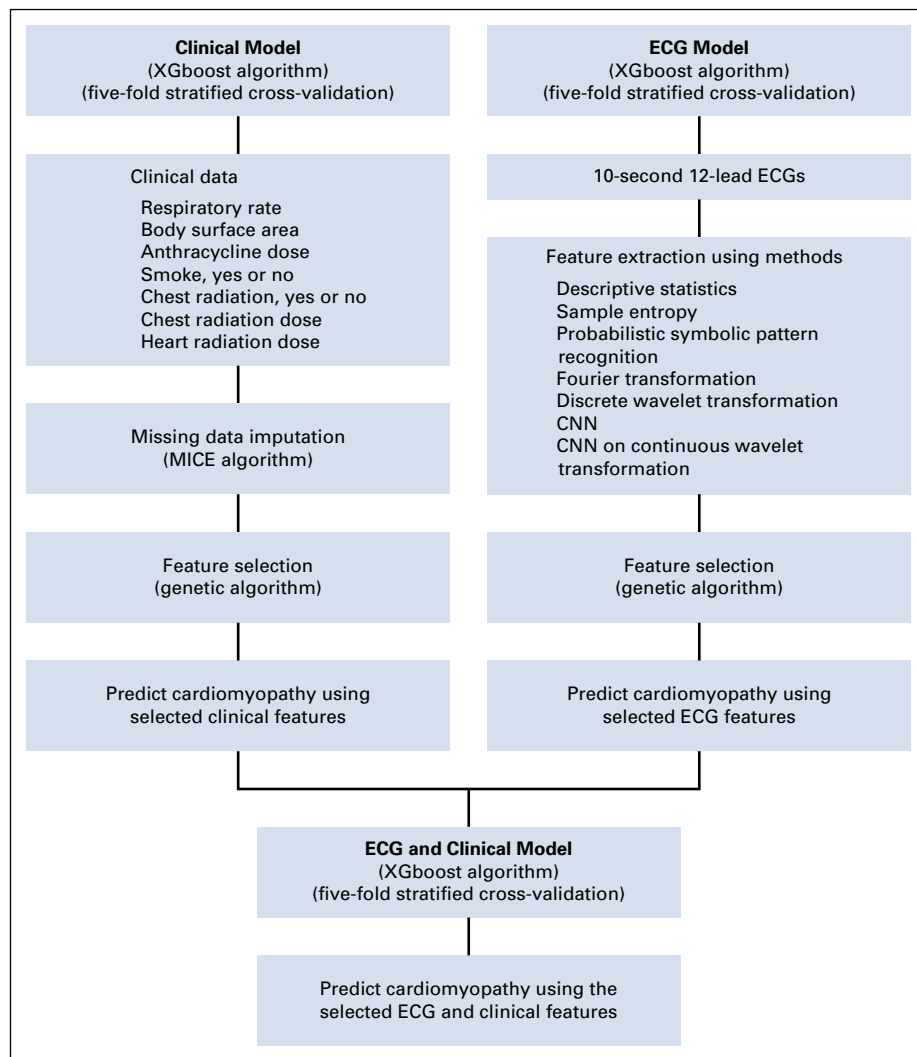 Clinical Model
(XGboost algorithm)
(five-fold stratified cross-validation)
Clinical data
Respiratory rate
Body surface area
Anthracycline dose
Smoke, yes or no
Chest radiation, yes or no
Chest radiation dose
Heart radiation dose
Missing data imputation
(MICE algorithm)
Feature selection
(genetic algorithm)
Predict cardiomyopathy using
selected clinical features
ECG Model
(XGboost algorithm)
(five-fold stratified cross-validation)
10-second 12-lead ECGs
Feature extraction using methods
Descriptive statistics
Sample entropy
Probabilistic symbolic pattern
recognition
Fourier transformation
Discrete wavelet transformation
CNN
CNN on continuous wavelet
transformation
Feature selection
(genetic algorithm)
Predict cardiomyopathy using
selected ECG features
ECG and Clinical Model
(XGboost algorithm)
(five-fold stratified cross-validation)
Predict cardiomyopathy using the
selected ECG and clinical features